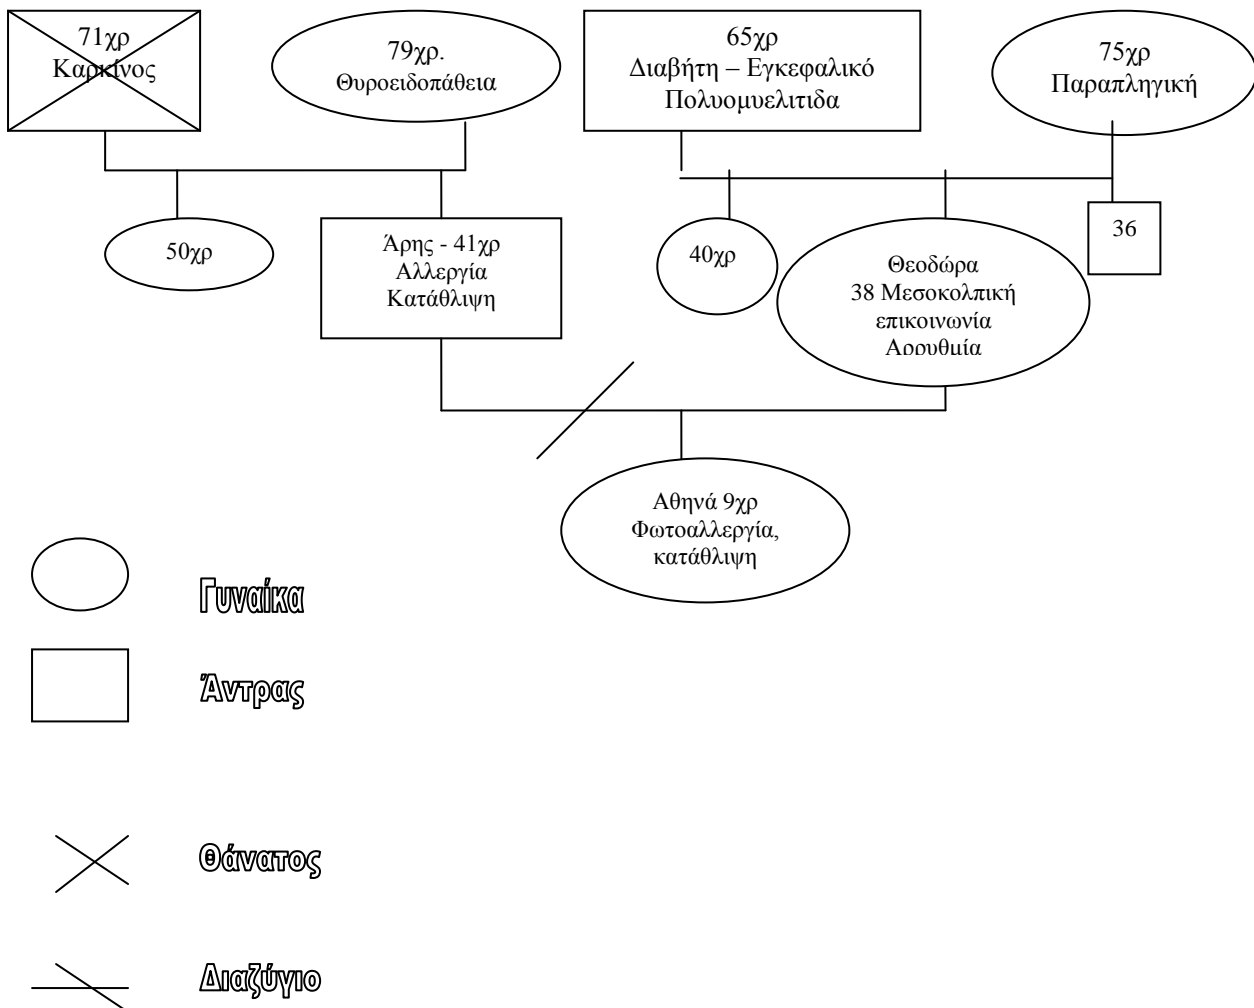 71χρ
Καρκίνος
79χρ.
Θυροειδοπάθεια
65χρ
Διαβήτη – Εγκεφαλικό
Πολυομυελιτιδα
75χρ
Παραπληγική
50χρ
Άρης - 41χρ
Αλλεργία
Κατάθλιψη
40χρ
Θεοδώρα
38 Μεσοκολπική
επικοινωνία
Αρρυθμία
36
Αθηνά 9χρ
Φωτοαλλεργία,
κατάθλιψη
Γυναίκα
Άντρας
Θάνατος
Διαζύγιο